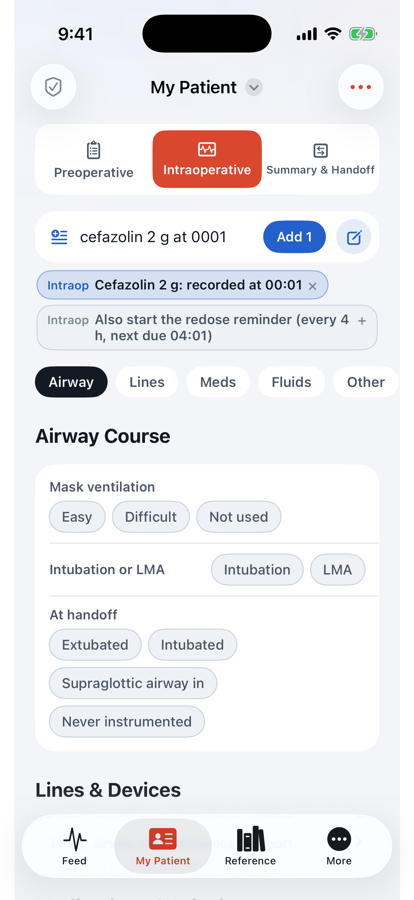 9:41
My Patient
Preoperative
Intraoperative
Summary & Handoff
cefazolin 2 g at 0001
Add 1
Intraop Cefazolin 2 g: recorded at 00:01 ×
Intraop Also start the redose reminder (every 4 +
h, next due 04:01)
Airway
Lines
Meds
Fluids
Other
Airway Course
Mask ventilation
Easy
Difficult
Not used
Intubation or LMA
Intubation
LMA
At handoff
Extubated
Intubated
Supraglottic airway in
Never instrumented
Lines & Devices
Feed
My Patient
Reference
More